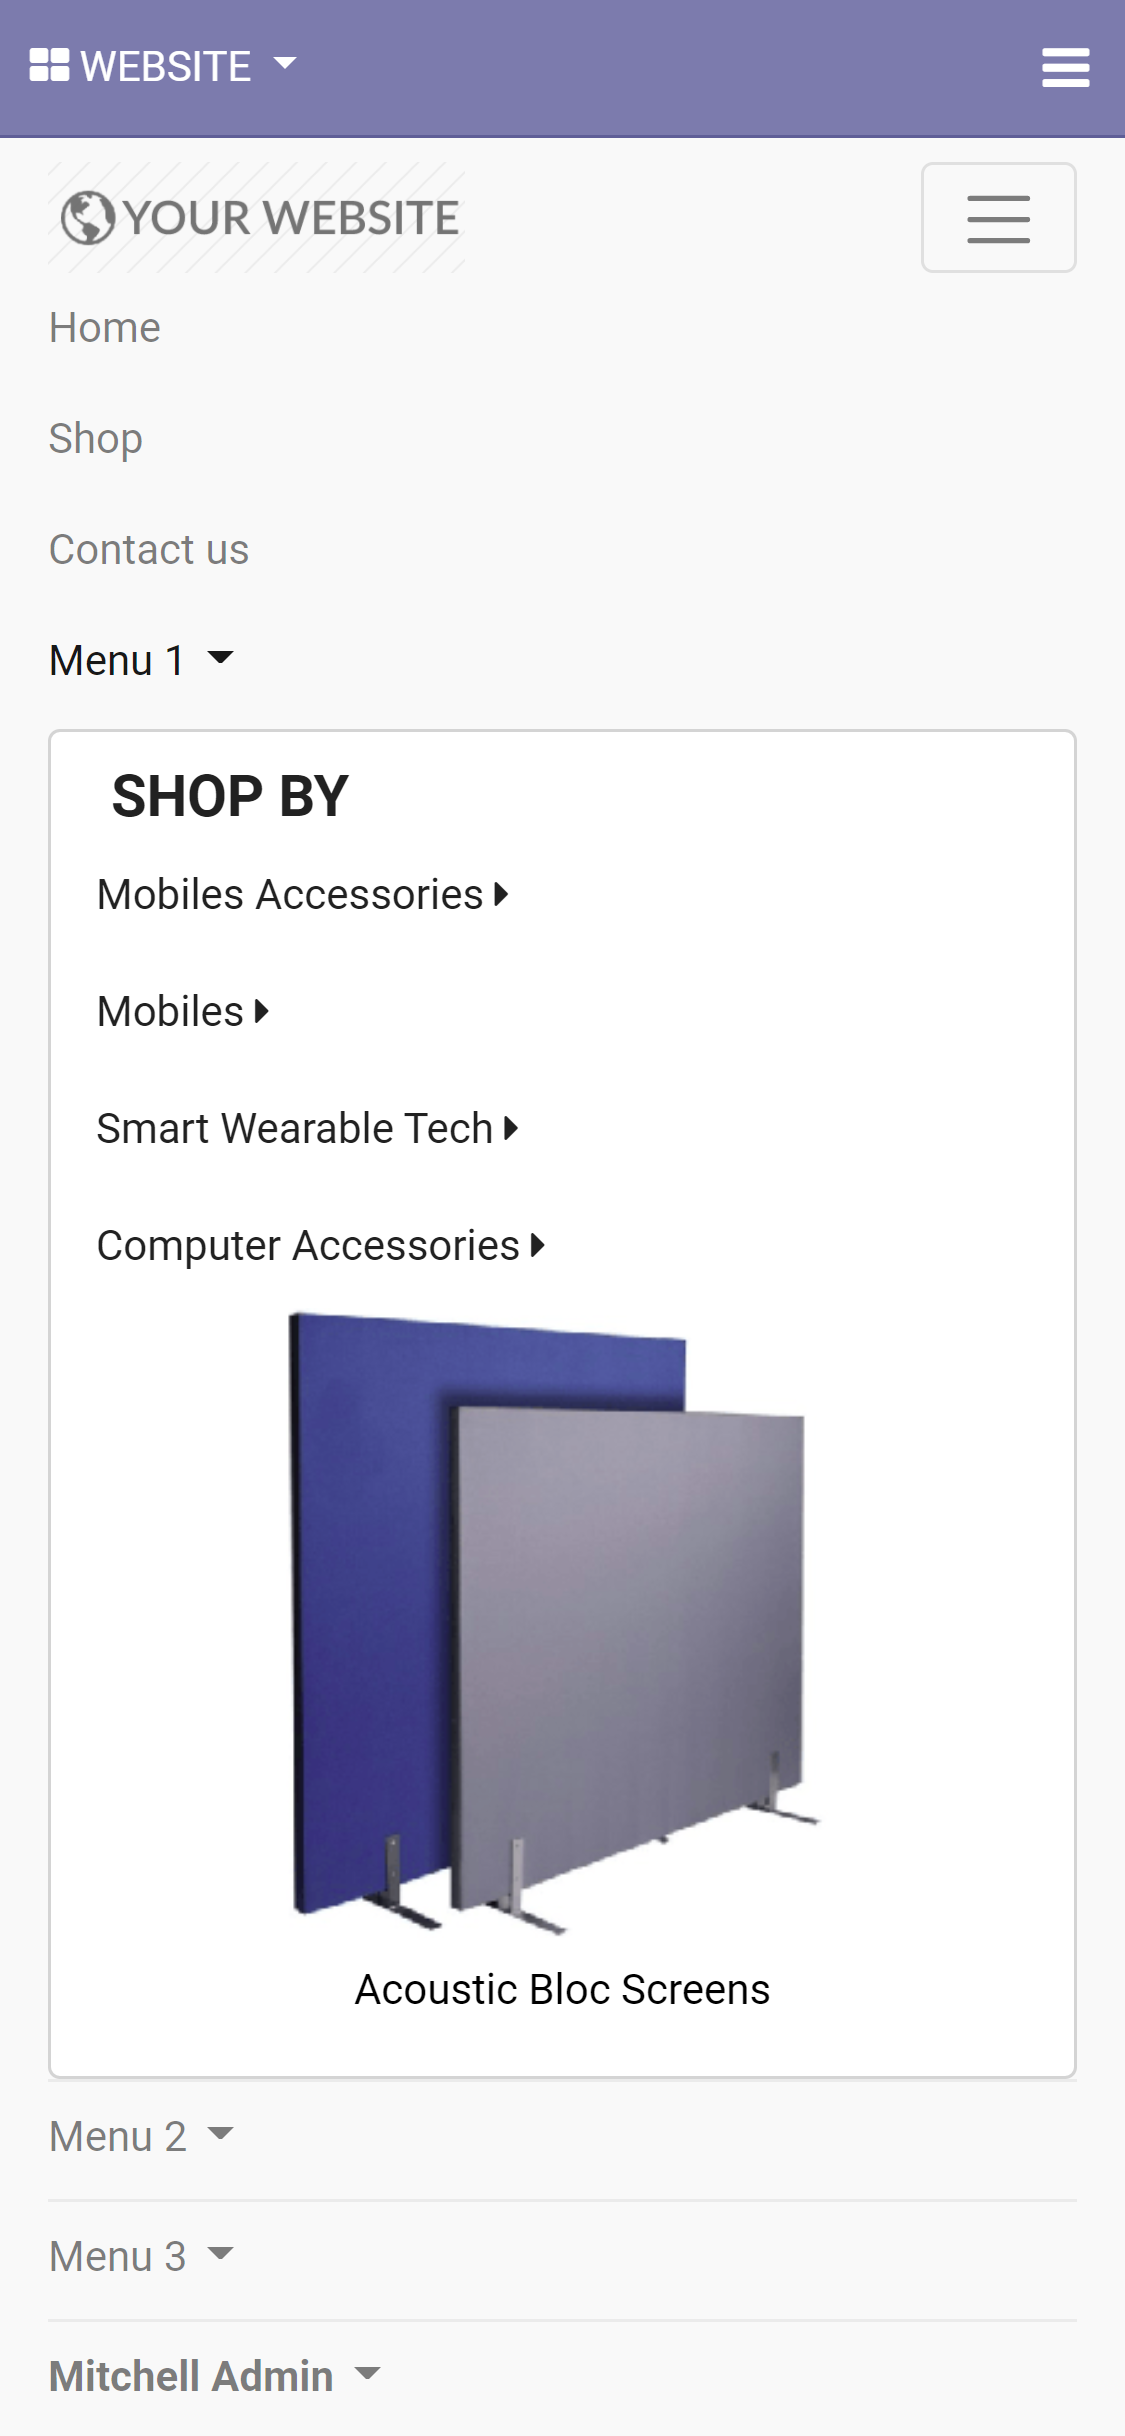 WEBSITE
YOUR WEBSITE
Home
Shop
Contact us
Menu 1
SHOP BY
Mobiles Accessories
Mobiles
Smart Wearable Tech
Computer Accessories
Acoustic Bloc Screens
Menu 2
Menu 3
Mitchell Admin